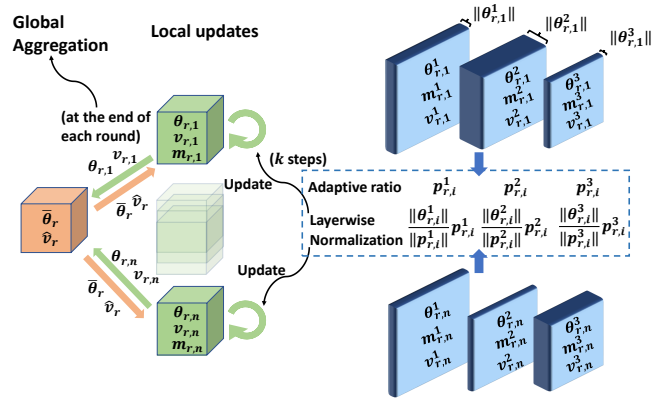 Global
Aggregation
Local updates
(at the end of
each round)
θ_{r,1} v_{r,1}
θ̄_r v̂_r
θ_{r,1}
v_{r,1}
m_{r,1}
(k steps)
Update
θ̄_r
v̂_r
θ_{r,n}
v_{r,n}
θ̄_r
v̂_r
Update
θ_{r,n}
v_{r,n}
m_{r,n}
‖θ^1_{r,1}‖ ‖θ^2_{r,1}‖ ‖θ^3_{r,1}‖
θ^1_{r,1}
m^1_{r,1}
v^1_{r,1}
θ^2_{r,1}
m^2_{r,1}
v^2_{r,1}
θ^3_{r,1}
m^3_{r,1}
v^3_{r,1}
Adaptive ratio p^1_{r,i} p^2_{r,i} p^3_{r,i}
Layerwise
Normalization
‖θ^1_{r,i}‖/‖p^1_{r,i}‖ p^1_{r,i} ‖θ^2_{r,i}‖/‖p^2_{r,i}‖ p^2_{r,i} ‖θ^3_{r,i}‖/‖p^3_{r,i}‖ p^3_{r,i}
θ^1_{r,n}
m^1_{r,n}
v^1_{r,n}
θ^2_{r,n}
m^2_{r,n}
v^2_{r,n}
θ^3_{r,n}
m^3_{r,n}
v^3_{r,n}